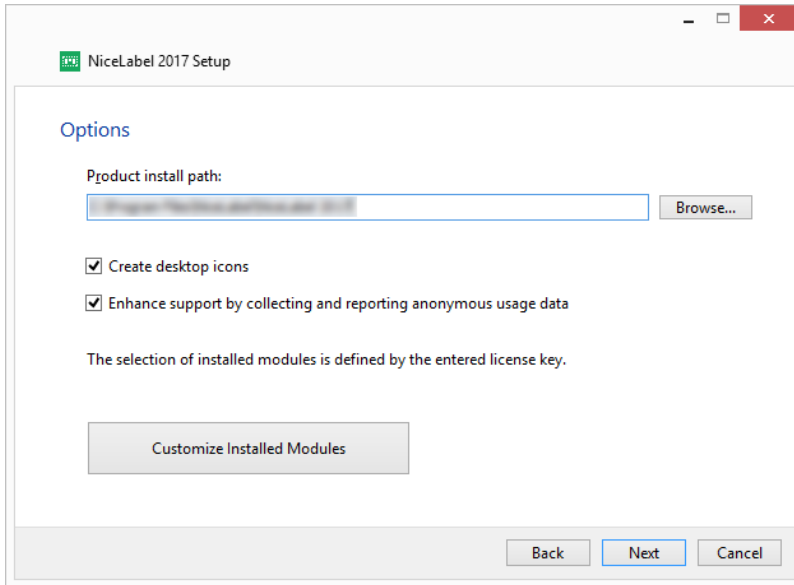 NiceLabel 2017 Setup
Options
Product install path:
Browse...
Create desktop icons
Enhance support by collecting and reporting anonymous usage data
The selection of installed modules is defined by the entered license key.
Customize Installed Modules
Back Next Cancel